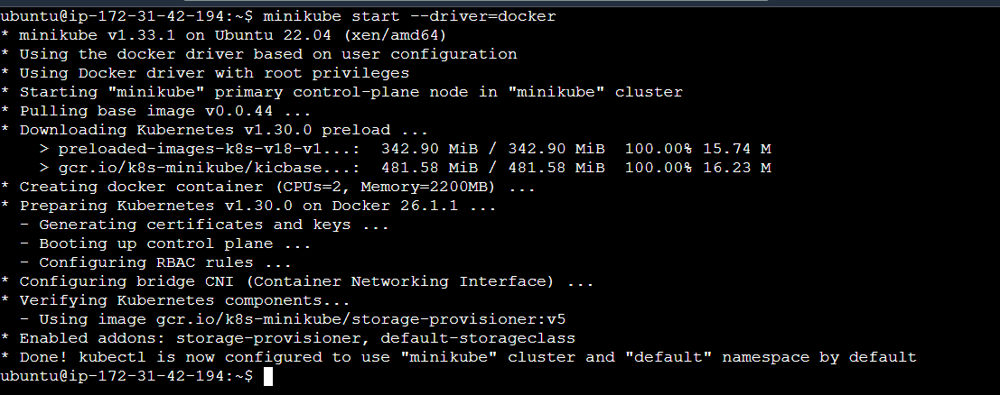 ubuntu@ip-172-31-42-194:~$ minikube start --driver=docker
* minikube v1.33.1 on Ubuntu 22.04 (xen/amd64)
* Using the docker driver based on user configuration
* Using Docker driver with root privileges
* Starting "minikube" primary control-plane node in "minikube" cluster
* Pulling base image v0.0.44 ...
* Downloading Kubernetes v1.30.0 preload ...
    > preloaded-images-k8s-v18-v1...:  342.90 MiB / 342.90 MiB  100.00% 15.74 M
    > gcr.io/k8s-minikube/kicbase...:  481.58 MiB / 481.58 MiB  100.00% 16.23 M
* Creating docker container (CPUs=2, Memory=2200MB) ...
* Preparing Kubernetes v1.30.0 on Docker 26.1.1 ...
  - Generating certificates and keys ...
  - Booting up control plane ...
  - Configuring RBAC rules ...
* Configuring bridge CNI (Container Networking Interface) ...
* Verifying Kubernetes components...
  - Using image gcr.io/k8s-minikube/storage-provisioner:v5
* Enabled addons: storage-provisioner, default-storageclass
* Done! kubectl is now configured to use "minikube" cluster and "default" namespace by default
ubuntu@ip-172-31-42-194:~$